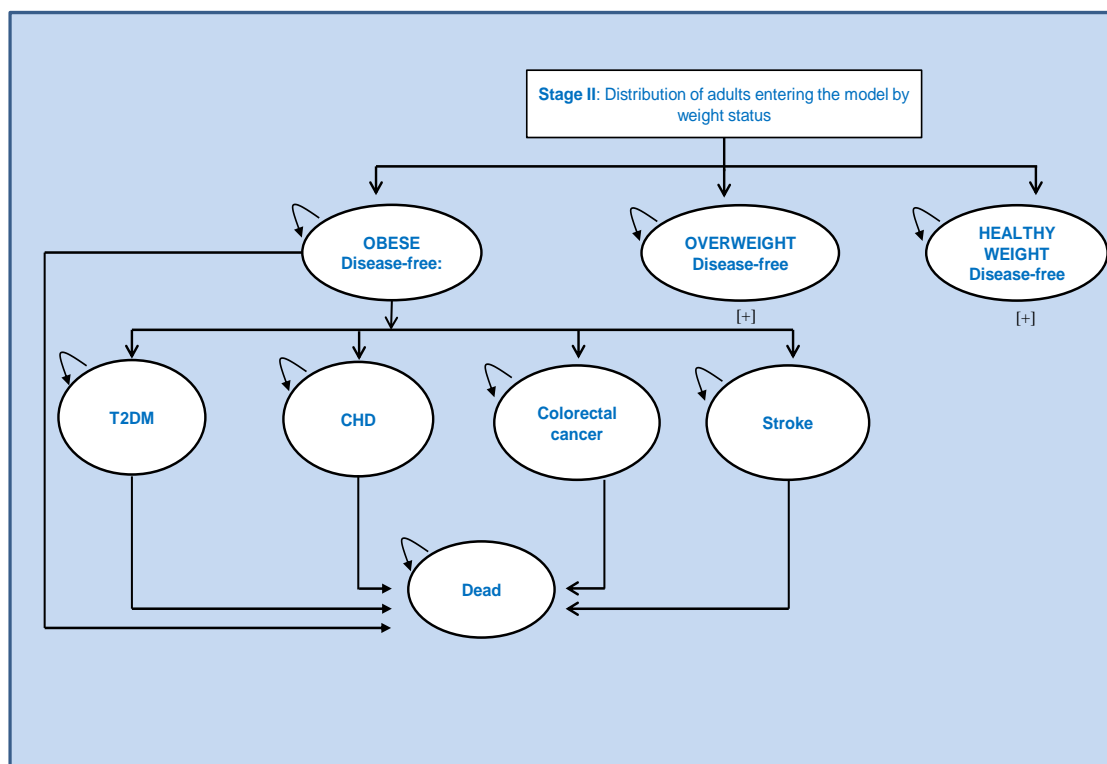 Stage II: Distribution of adults entering the model by
weight status
OBESE
Disease-free:
OVERWEIGHT
Disease-free
HEALTHY
WEIGHT
Disease-free
[+]
[+]
T2DM
CHD
Colorectal
cancer
Stroke
Dead